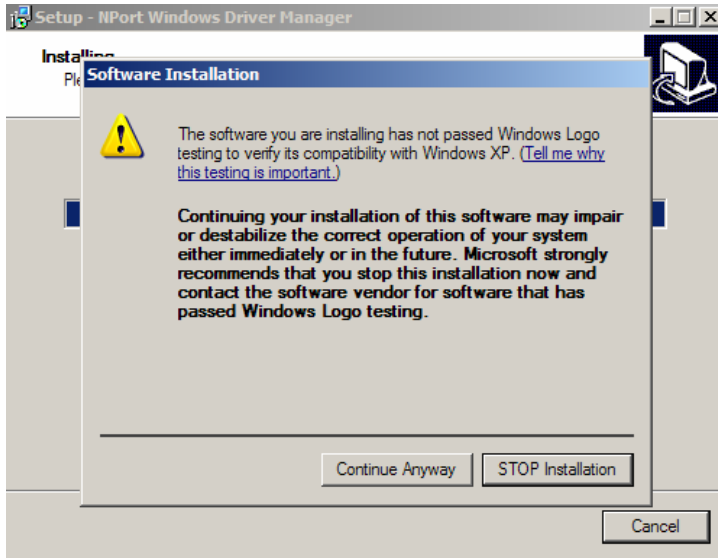 Setup - NPort Windows Driver Manager
Software Installation
The software you are installing has not passed Windows Logo
testing to verify its compatibility with Windows XP. (Tell me why
this testing is important.)
Continuing your installation of this software may impair
or destabilize the correct operation of your system
either immediately or in the future. Microsoft strongly
recommends that you stop this installation now and
contact the software vendor for software that has
passed Windows Logo testing.
Continue Anyway
STOP Installation
Cancel